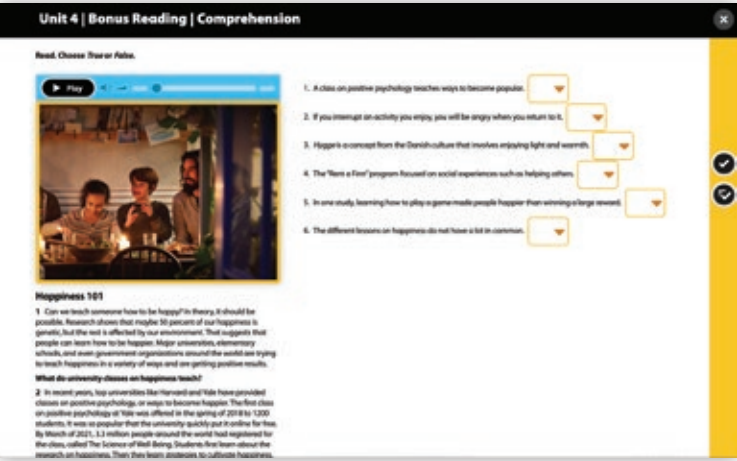 Unit 4 | Bonus Reading | Comprehension
Read. Choose True or False.
Play
1. A class on positive psychology teaches ways to become popular.
2. If you interrupt an activity you enjoy, you will be angry when you return to it.
3. Hygge is a concept from the Danish culture that involves enjoying light and warmth.
4. The "Rent a Finn" program focused on social experiences such as helping others.
5. In one study, learning how to play a game made people happier than winning a large reward.
6. The different lessons on happiness do not have a lot in common.
Happiness 101
1 Can we teach someone how to be happy? In theory, it should be
possible. Research shows that maybe 50 percent of our happiness is
genetic, but the rest is affected by our environment. That suggests that
people can learn how to be happier. Major universities, elementary
schools, and even government organizations around the world are trying
to teach happiness in a variety of ways and are getting positive results.
What do university classes on happiness teach?
2 In recent years, top universities like Harvard and Yale have provided
classes on positive psychology, or ways to become happier. The first class
on positive psychology at Yale was offered in the spring of 2018 to 1200
students. It was so popular that the university quickly put it online for free.
By March of 2021, 3.3 million people around the world had registered for
the class, called The Science of Well-Being. Students first learn about the
research on happiness. Then they learn strategies to cultivate happiness.